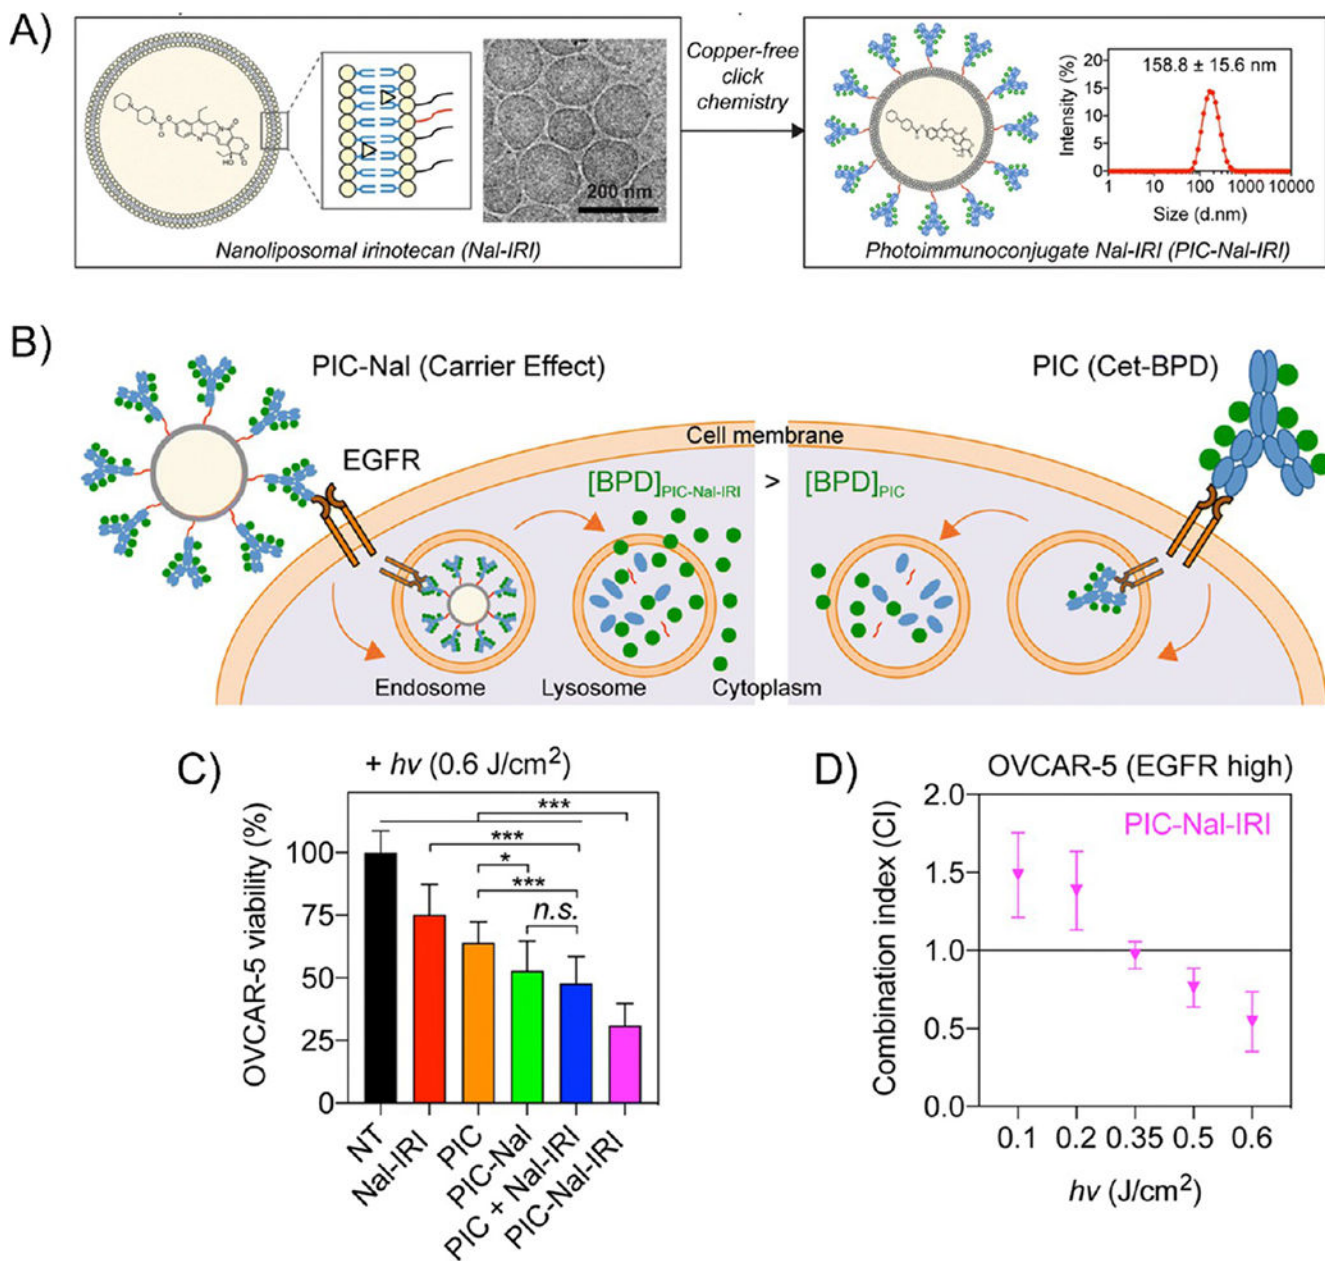 A)
200 nm
Nanoliposomal irinotecan (Nal-IRI)
Copper-free
click
chemistry
Intensity (%)
20
15
10
5
0
158.8 ± 15.6 nm
1 10 100 1000 10000
Size (d.nm)
Photoimmunoconjugate Nal-IRI (PIC-Nal-IRI)
B)
PIC-Nal (Carrier Effect)
PIC (Cet-BPD)
EGFR
Cell membrane
[BPD]PIC-Nal-IRI > [BPD]PIC
Endosome
Lysosome
Cytoplasm
C)
+ hv (0.6 J/cm²)
OVCAR-5 viability (%)
100
75
50
25
0
***
***
*
***
n.s.
NT
Nal-IRI
PIC
PIC-Nal
PIC + Nal-IRI
PIC-Nal-IRI
D)
OVCAR-5 (EGFR high)
Combination index (CI)
2.0
1.5
1.0
0.5
0.0
PIC-Nal-IRI
0.1 0.2 0.35 0.5 0.6
hv (J/cm²)